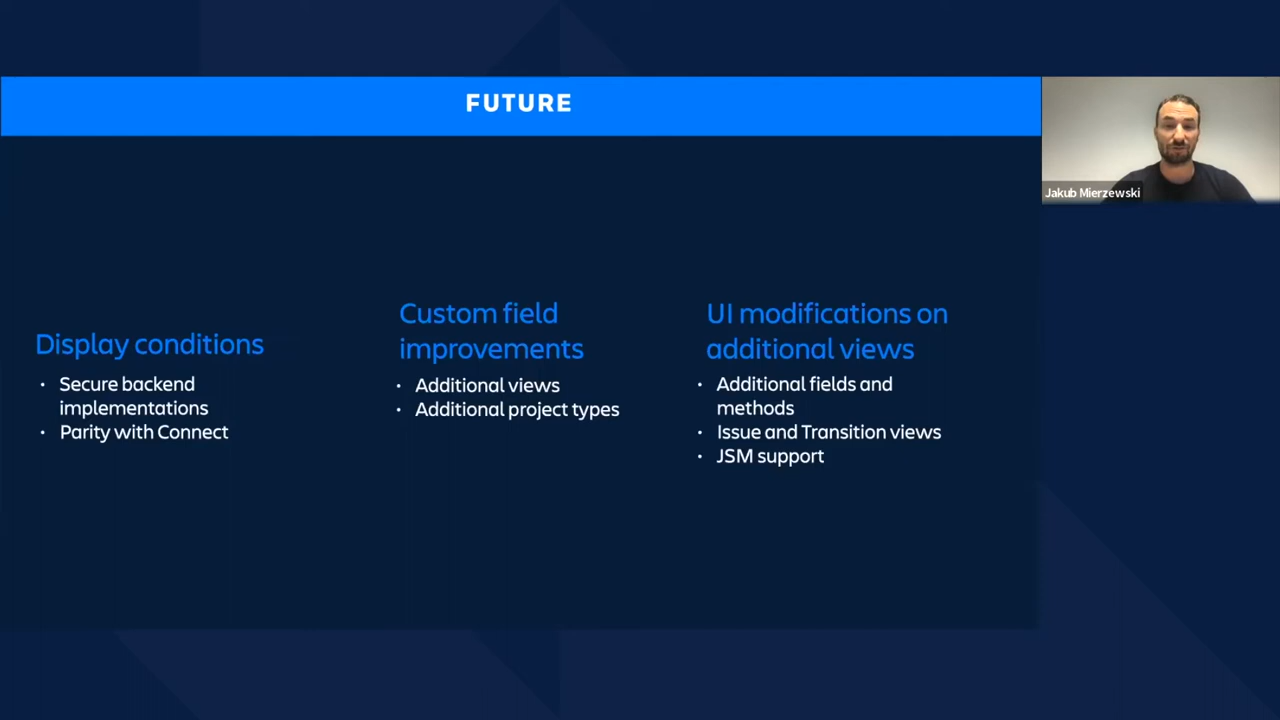 FUTURE
Jakub Mierzewski
Display conditions
• Secure backend
implementations
• Parity with Connect
Custom field
improvements
• Additional views
• Additional project types
UI modifications on
additional views
• Additional fields and
methods
• Issue and Transition views
• JSM support